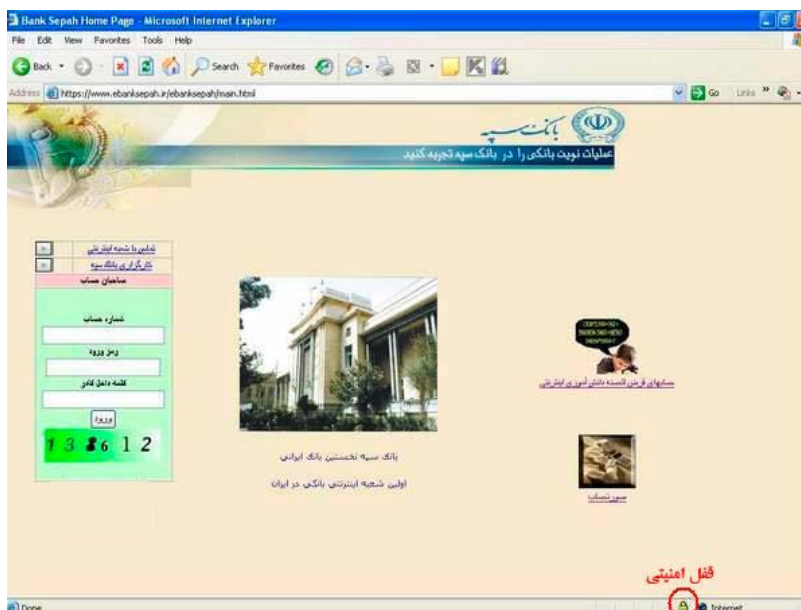 Bank Sepah Home Page - Microsoft Internet Explorer
File Edit View Favorites Tools Help
Back Search Favorites
Address https://www.ebanksepah.ir/ebanksepah/main.html Go Links
بانک سپه
عملیات نوین بانکی را در بانک سپه تجربه کنید
تماس با شعبه اینترنتی
کارگزاری بانک سپه
صاحبان حساب
شماره حساب
رمز ورود
کلمه داخل کادر
ورود
1 3 8 6 1 2
بانک سپه نخستین بانک ایرانی
اولین شعبه اینترنتی بانکی در ایران
حسابهای قرض الحسنه دانش آموزی اینترنتی
صورتحساب
قفل امنیتی
Done Internet